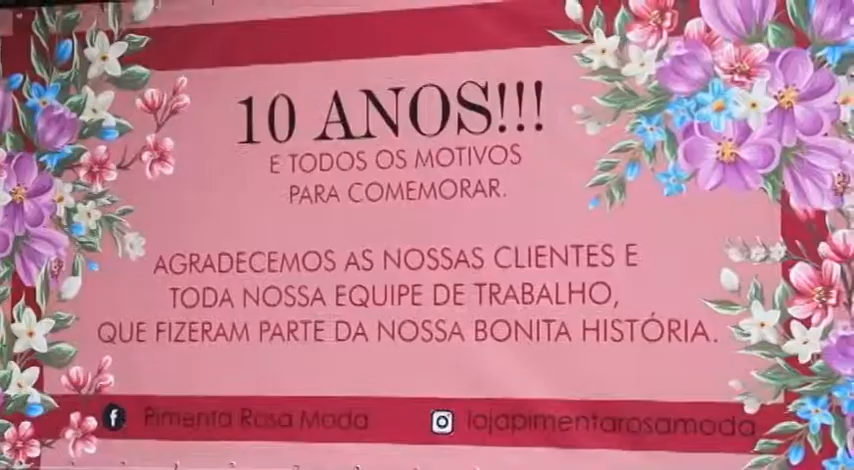 10 ANOS!!!
E TODOS OS MOTIVOS
PARA COMEMORAR.
AGRADECEMOS AS NOSSAS CLIENTES E
TODA NOSSA EQUIPE DE TRABALHO,
QUE FIZERAM PARTE DA NOSSA BONITA HISTÓRIA.
Pimenta Rosa Moda lojapimentarosamoda